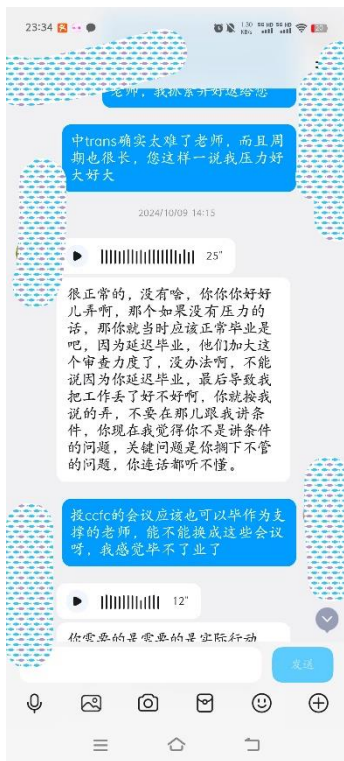 23:34
老师，我抓紧弄好返给您
中trans确实太难了老师，而且周
期也很长，您这样一说我压力好
大好大
2024/10/09 14:15
25"
很正常的，没有啥，你你你好好
儿弄啊，那个如果没有压力的
话，那你就当时应该正常毕业是
吧，因为延迟毕业，他们加大这
个审查力度了，没办法啊，不能
说因为你延迟毕业，最后导致我
把工作丢了好不好啊，你就按我
说的弄，不要在那儿跟我讲条
件，你现在我觉得你不是讲条件
的问题，关键问题是你搁下不管
的问题，你连话都听不懂。
投ccfc的会议应该也可以毕作为支
撑的老师，能不能换成这些会议
呀，我感觉毕不了业了
12"
你需要的是需要的是实际行动
发送